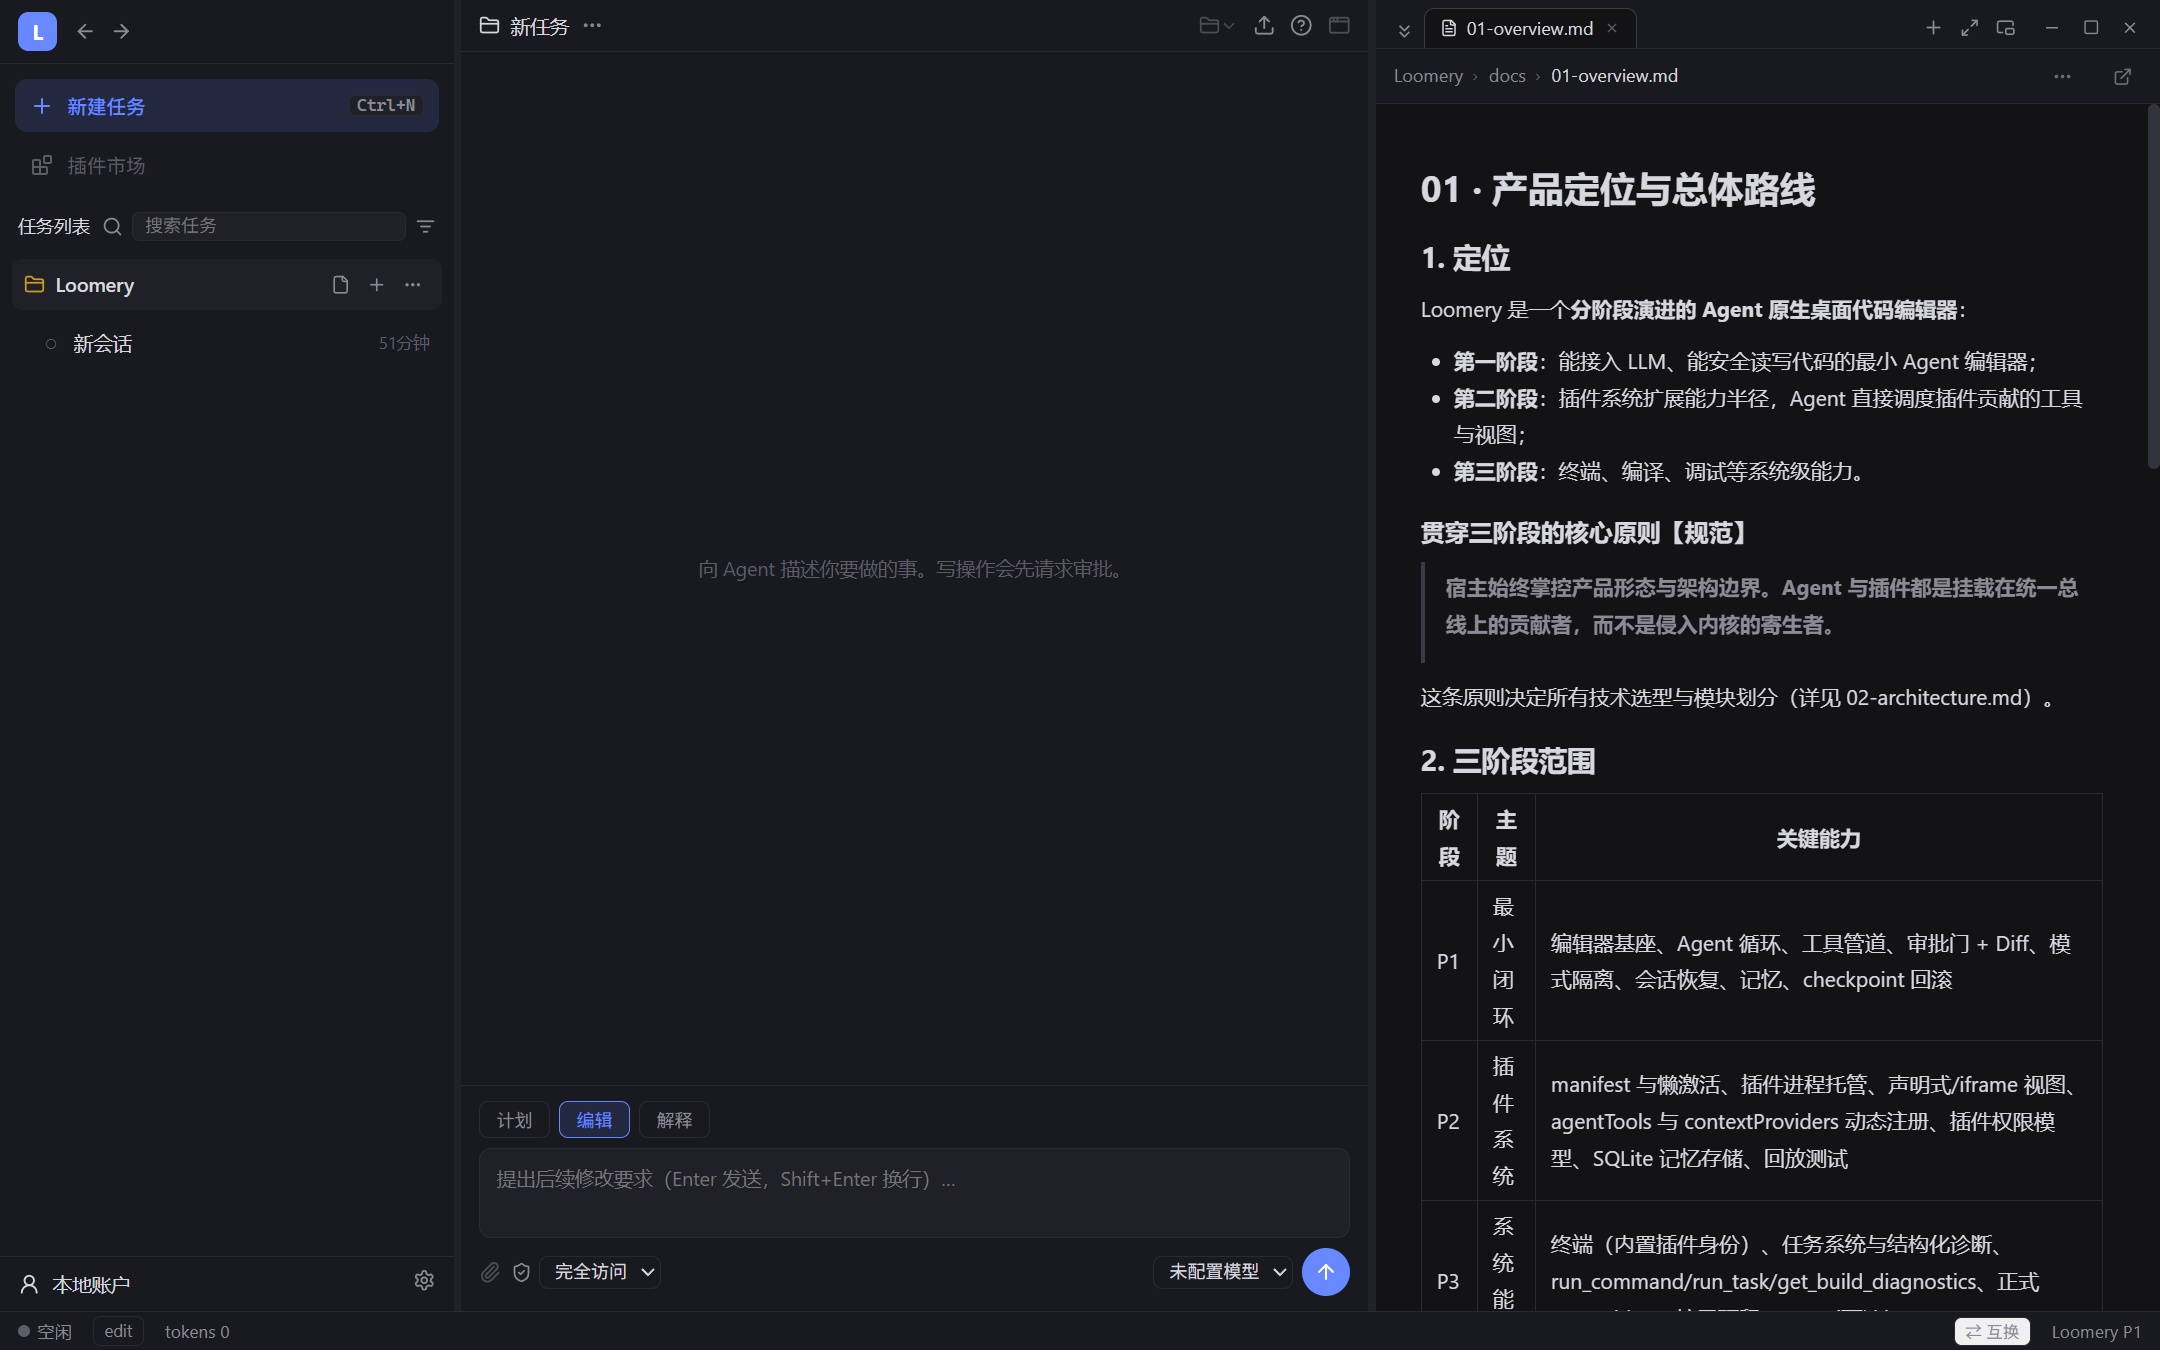 L
新建任务 Ctrl+N
插件市场
任务列表 搜索任务
Loomery
新会话 51分钟
本地账户
新任务
向 Agent 描述你要做的事。写操作会先请求审批。
计划 编辑 解释
提出后续修改要求（Enter 发送，Shift+Enter 换行）...
完全访问 未配置模型
01-overview.md
Loomery › docs › 01-overview.md
01 · 产品定位与总体路线
1. 定位
Loomery 是一个分阶段演进的 Agent 原生桌面代码编辑器：
• 第一阶段：能接入 LLM、能安全读写代码的最小 Agent 编辑器；
• 第二阶段：插件系统扩展能力半径，Agent 直接调度插件贡献的工具
与视图；
• 第三阶段：终端、编译、调试等系统级能力。
贯穿三阶段的核心原则【规范】
宿主始终掌控产品形态与架构边界。Agent 与插件都是挂载在统一总
线上的贡献者，而不是侵入内核的寄生者。
这条原则决定所有技术选型与模块划分（详见 02-architecture.md）。
2. 三阶段范围
阶段 主题 关键能力
P1 最小闭环 编辑器基座、Agent 循环、工具管道、审批门 + Diff、模
式隔离、会话恢复、记忆、checkpoint 回滚
P2 插件系统 manifest 与懒激活、插件进程托管、声明式/iframe 视图、
agentTools 与 contextProviders 动态注册、插件权限模
型、SQLite 记忆存储、回放测试
P3 系统能 终端（内置插件身份）、任务系统与结构化诊断、
run_command/run_task/get_build_diagnostics、正式
空闲 edit tokens 0
互换 Loomery P1